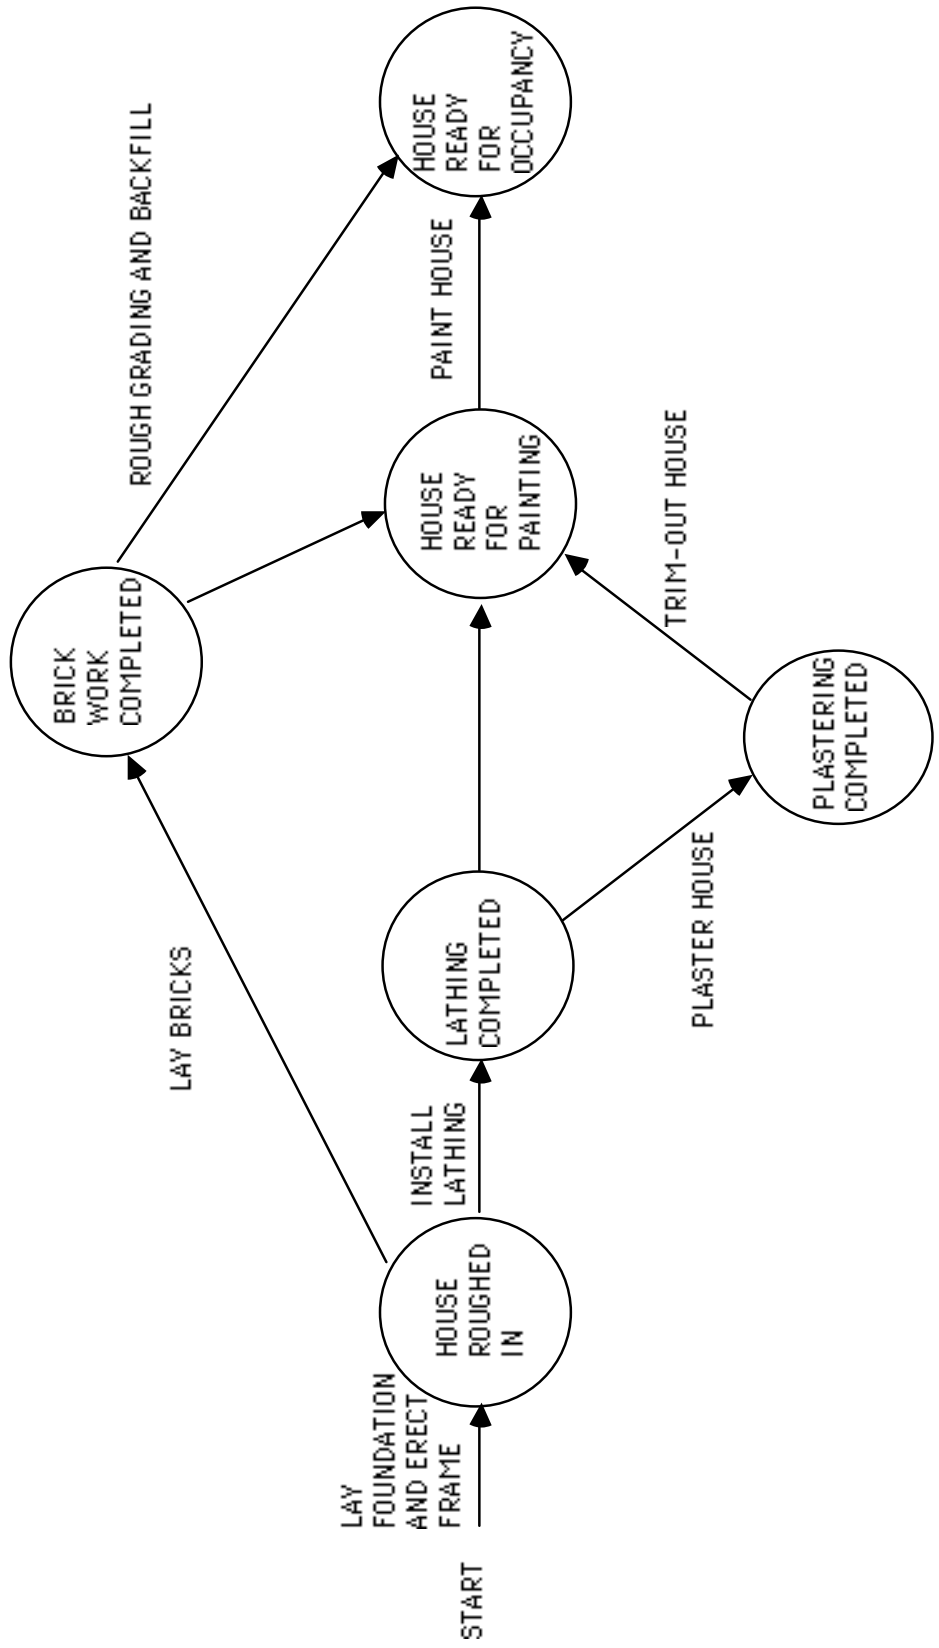 START
LAY
FOUNDATION
AND ERECT
FRAME
HOUSE
ROUGHED
IN
LAY BRICKS
INSTALL
LATHING
BRICK
WORK
COMPLETED
LATHING
COMPLETED
PLASTER HOUSE
PLASTERING
COMPLETED
TRIM-OUT HOUSE
ROUGH GRADING AND BACKFILL
HOUSE
READY
FOR
PAINTING
PAINT HOUSE
HOUSE
READY
FOR
OCCUPANCY